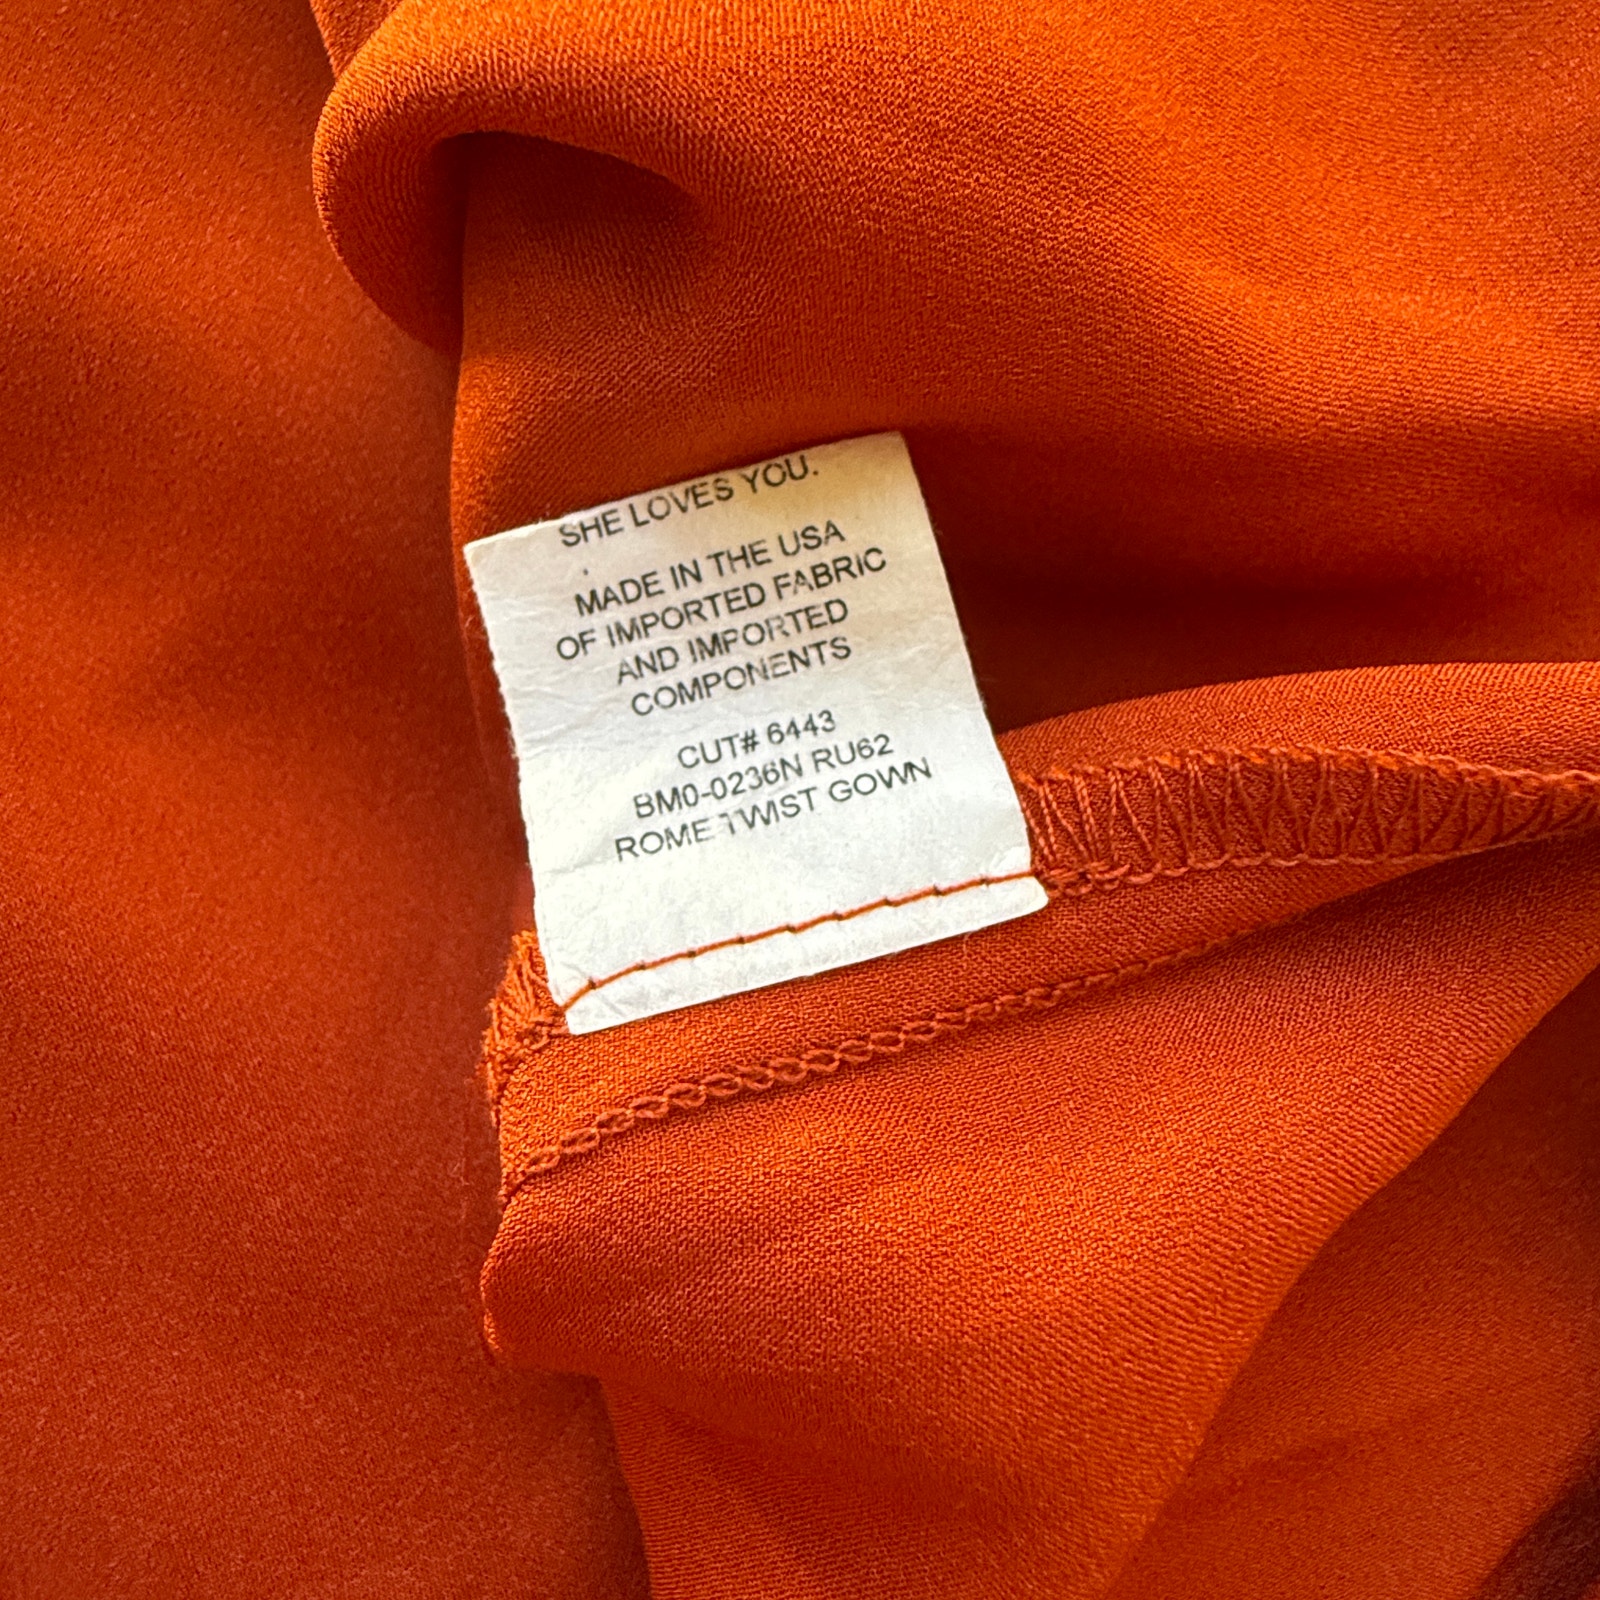 SHE LOVES YOU.
MADE IN THE USA
OF IMPORTED FABRIC
AND IMPORTED
COMPONENTS
CUT# 6443
BM0-0236N RU62
ROME TWIST GOWN